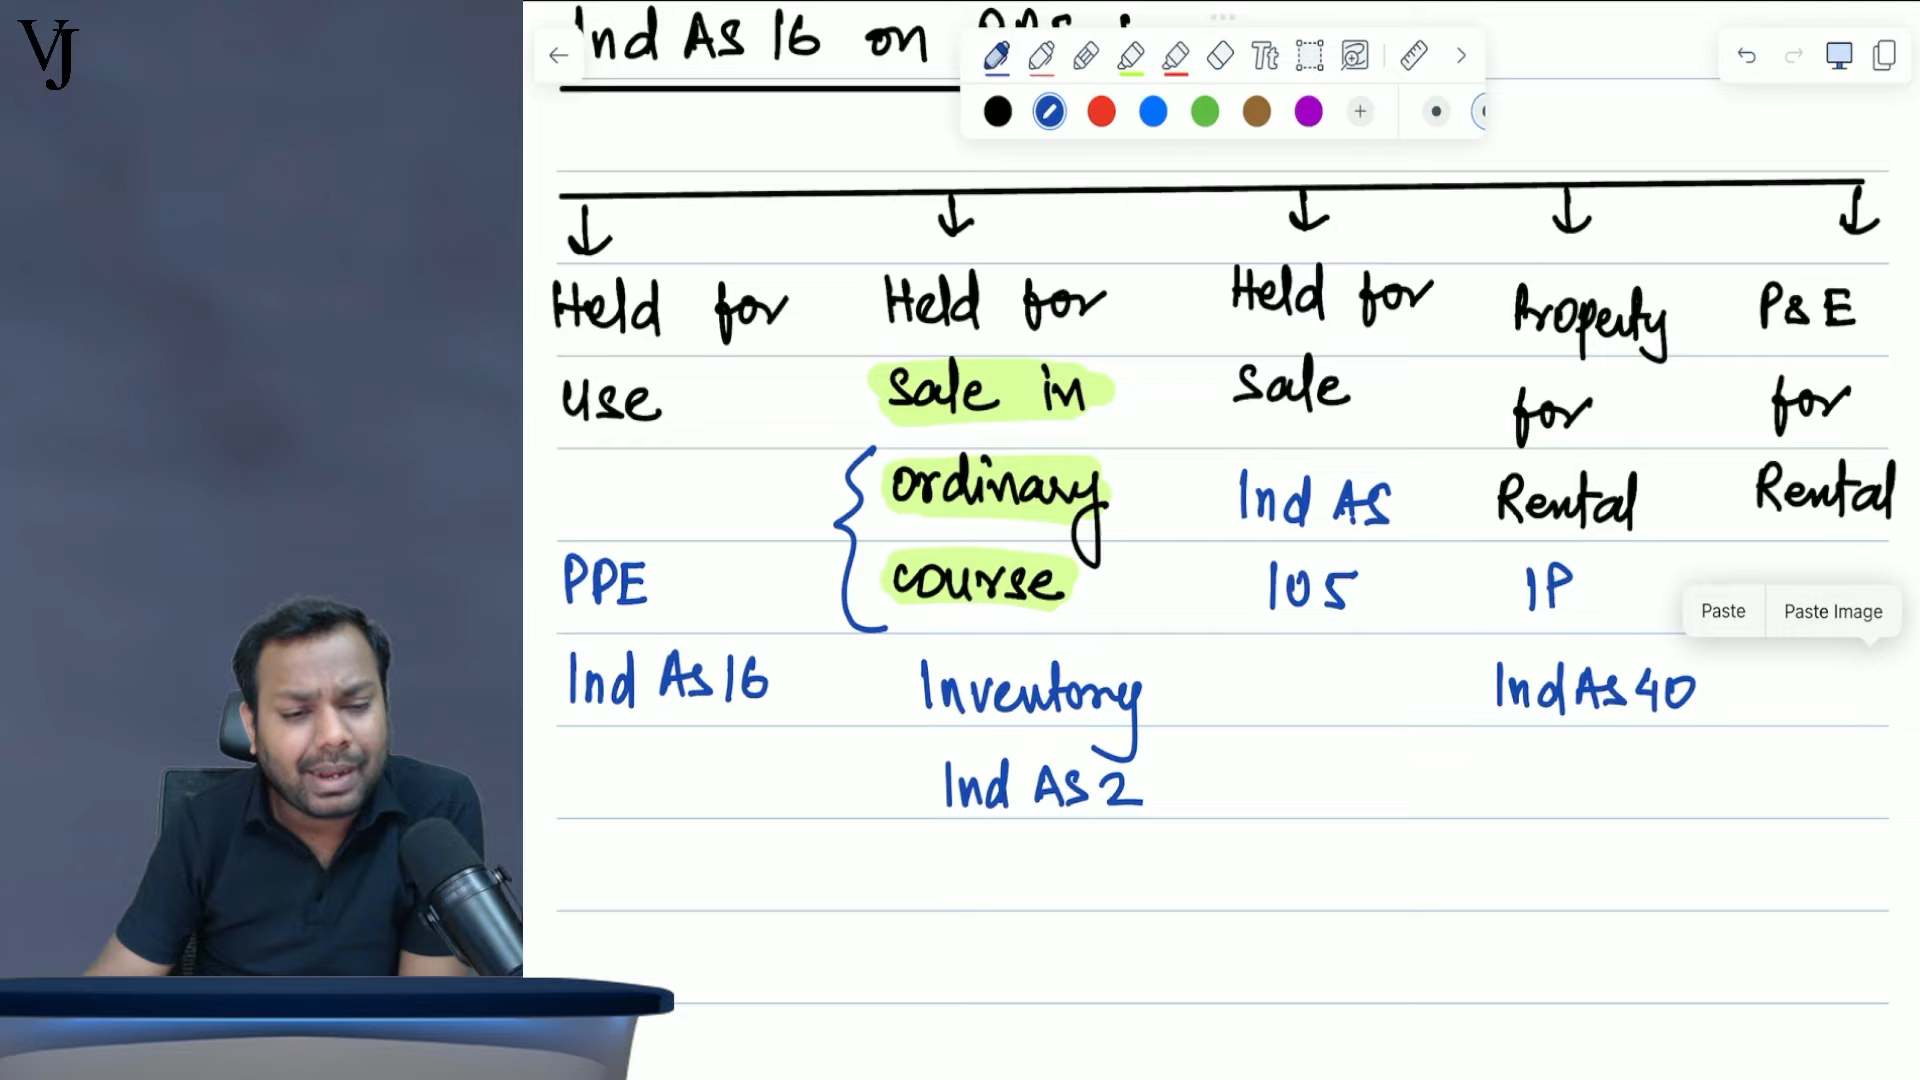 VJ
Ind AS 16 on
Tt
Held for use
PPE
Ind AS 16
Held for
sale in
ordinary
course
Inventory
Ind AS 2
Held for
sale
Ind AS
105
Property
for
Rental
IP
Ind AS 40
P&E
for
Rental
Paste Paste Image